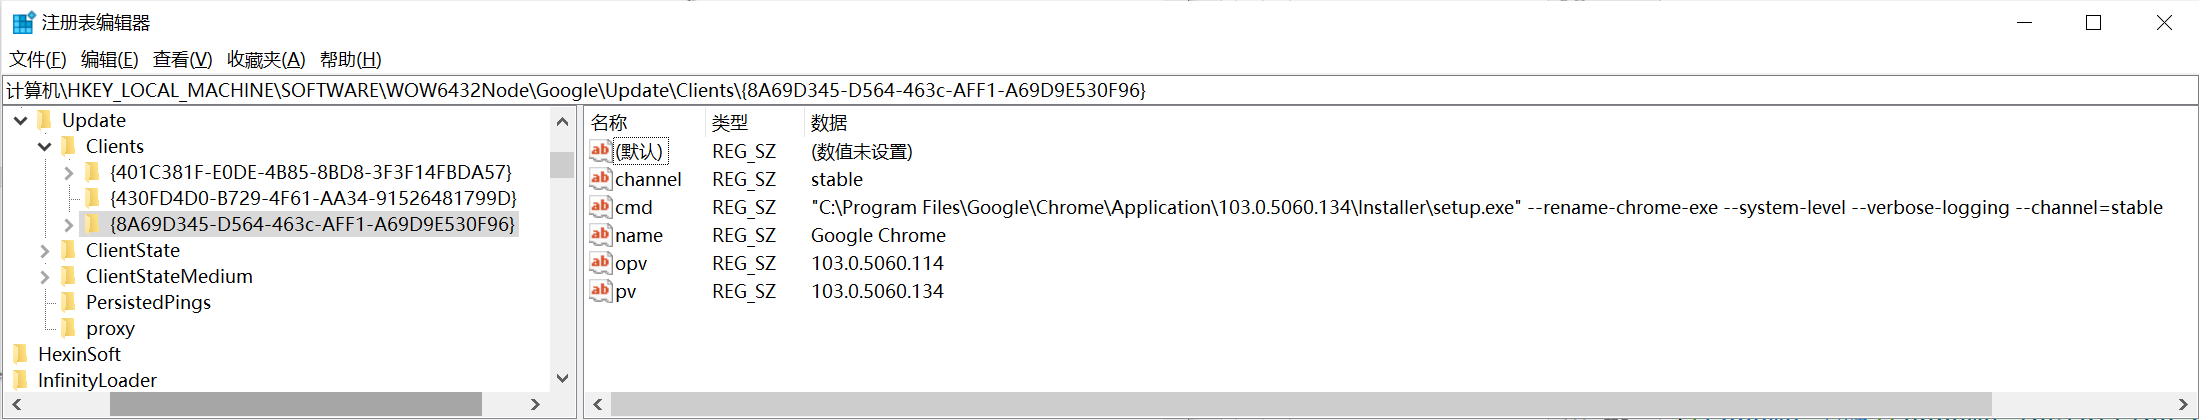 注册表编辑器
文件(F) 编辑(E) 查看(V) 收藏夹(A) 帮助(H)
计算机\HKEY_LOCAL_MACHINE\SOFTWARE\WOW6432Node\Google\Update\Clients\{8A69D345-D564-463c-AFF1-A69D9E530F96}
Update
Clients
{401C381F-E0DE-4B85-8BD8-3F3F14FBDA57}
{430FD4D0-B729-4F61-AA34-91526481799D}
{8A69D345-D564-463c-AFF1-A69D9E530F96}
ClientState
ClientStateMedium
PersistedPings
proxy
HexinSoft
InfinityLoader
名称 类型 数据
(默认) REG_SZ (数值未设置)
channel REG_SZ stable
cmd REG_SZ "C:\Program Files\Google\Chrome\Application\103.0.5060.134\Installer\setup.exe" --rename-chrome-exe --system-level --verbose-logging --channel=stable
name REG_SZ Google Chrome
opv REG_SZ 103.0.5060.114
pv REG_SZ 103.0.5060.134